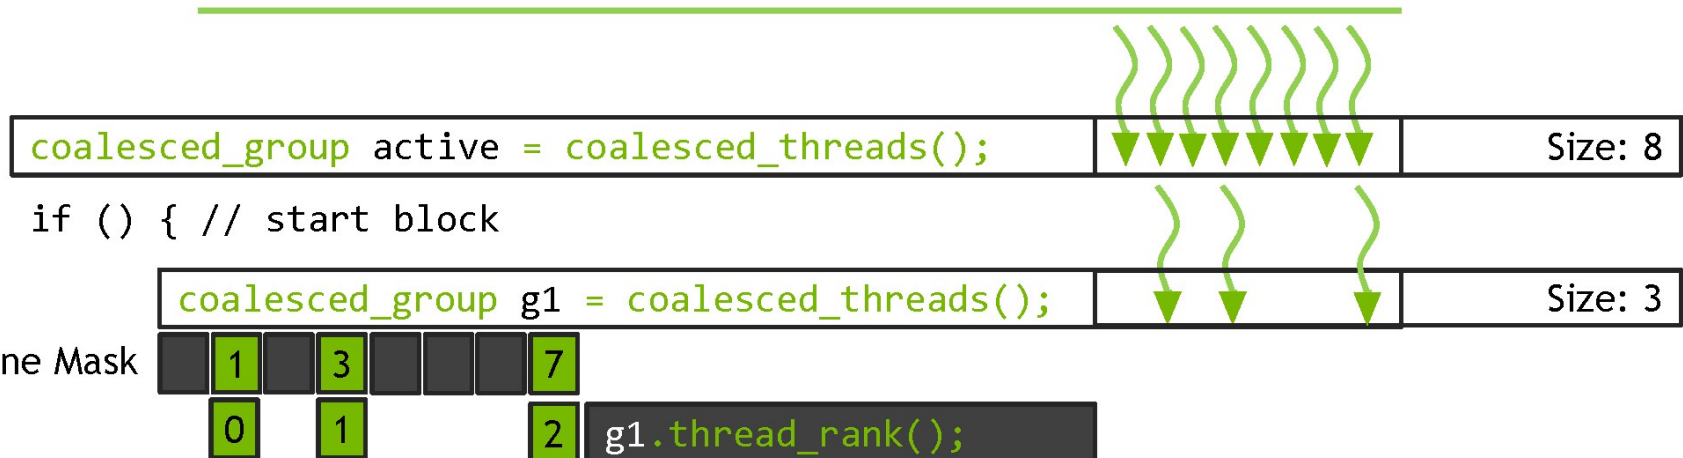 coalesced_group active = coalesced_threads(); Size: 8
if () { // start block
coalesced_group g1 = coalesced_threads(); Size: 3
ne Mask 1 3 7
0 1 2 g1.thread_rank();